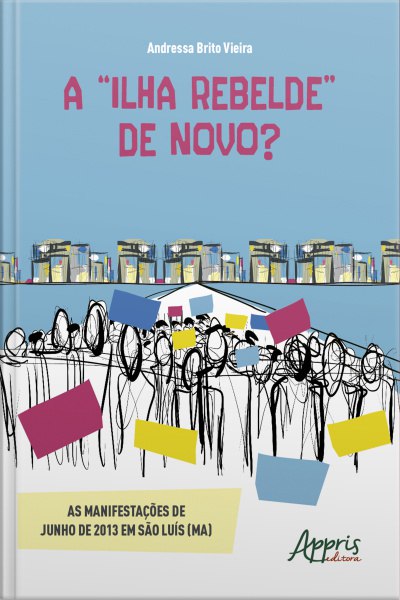 Andressa Brito Vieira
A “ILHA REBELDE”
DE NOVO?
AS MANIFESTAÇÕES DE
JUNHO DE 2013 EM SÃO LUÍS (MA)
Appris
editora